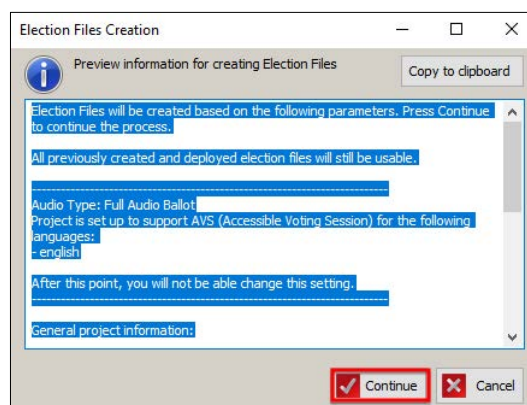 Election Files Creation
Preview information for creating Election Files
Copy to clipboard
Election Files will be created based on the following parameters. Press Continue
to continue the process.
All previously created and deployed election files will still be usable.
------------------------------------------------------------------------
Audio Type: Full Audio Ballot
Project is set up to support AVS (Accessible Voting Session) for the following
languages:
- english
After this point, you will not be able change this setting.
------------------------------------------------------------------------
General project information:
Continue
Cancel